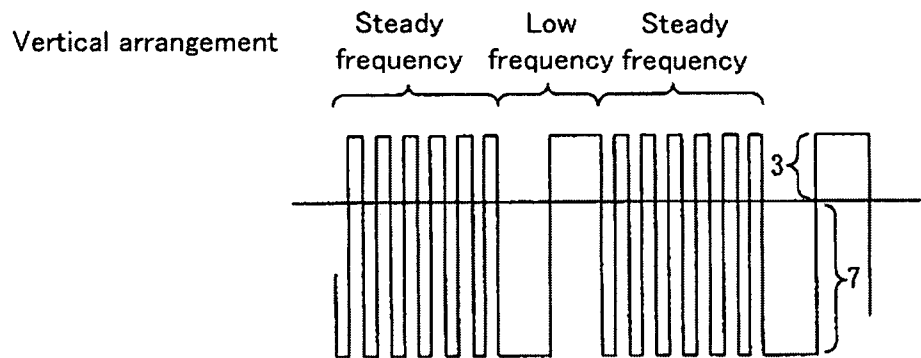 Vertical arrangement
Steady
frequency
Low
frequency
Steady
frequency
3
7